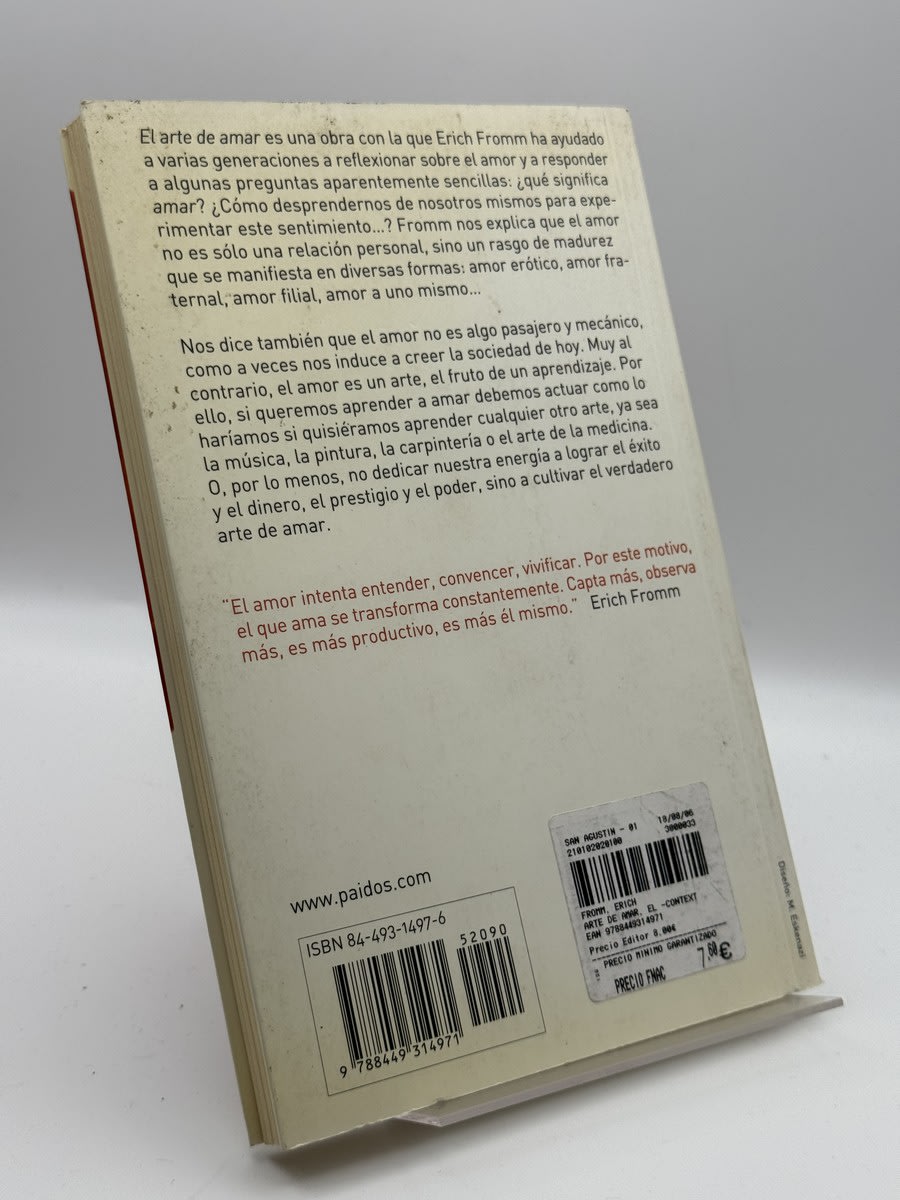 El arte de amar es una obra con la que Erich Fromm ha ayudado
a varias generaciones a reflexionar sobre el amor y a responder
a algunas preguntas aparentemente sencillas: ¿qué significa
amar? ¿Cómo desprendernos de nosotros mismos para expe-
rimentar este sentimiento...? Fromm nos explica que el amor
no es sólo una relación personal, sino un rasgo de madurez
que se manifiesta en diversas formas: amor erótico, amor fra-
ternal, amor filial, amor a uno mismo...
Nos dice también que el amor no es algo pasajero y mecánico,
como a veces nos induce a creer la sociedad de hoy. Muy al
contrario, el amor es un arte, el fruto de un aprendizaje. Por
ello, si queremos aprender a amar debemos actuar como lo
haríamos si quisiéramos aprender cualquier otro arte, ya sea
la música, la pintura, la carpintería o el arte de la medicina.
O, por lo menos, no dedicar nuestra energía a lograr el éxito
y el dinero, el prestigio y el poder, sino a cultivar el verdadero
arte de amar.
"El amor intenta entender, convencer, vivificar. Por este motivo,
el que ama se transforma constantemente. Capta más, observa
más, es más productivo, es más él mismo." Erich Fromm
www.paidos.com
ISBN 84-493-1497-6
52090
9 788449 314971
SAN AGUSTIN - 01 18/08/06
210102020100 3000033
FROMM, ERICH
ARTE DE AMAR, EL -CONTEXT
EAN 9788449314971
Precio Editor 8.00€
PRECIO MINIMO GARANTIZADO
PRECIO FNAC 7,60€
Diseño: M. Eskenazi